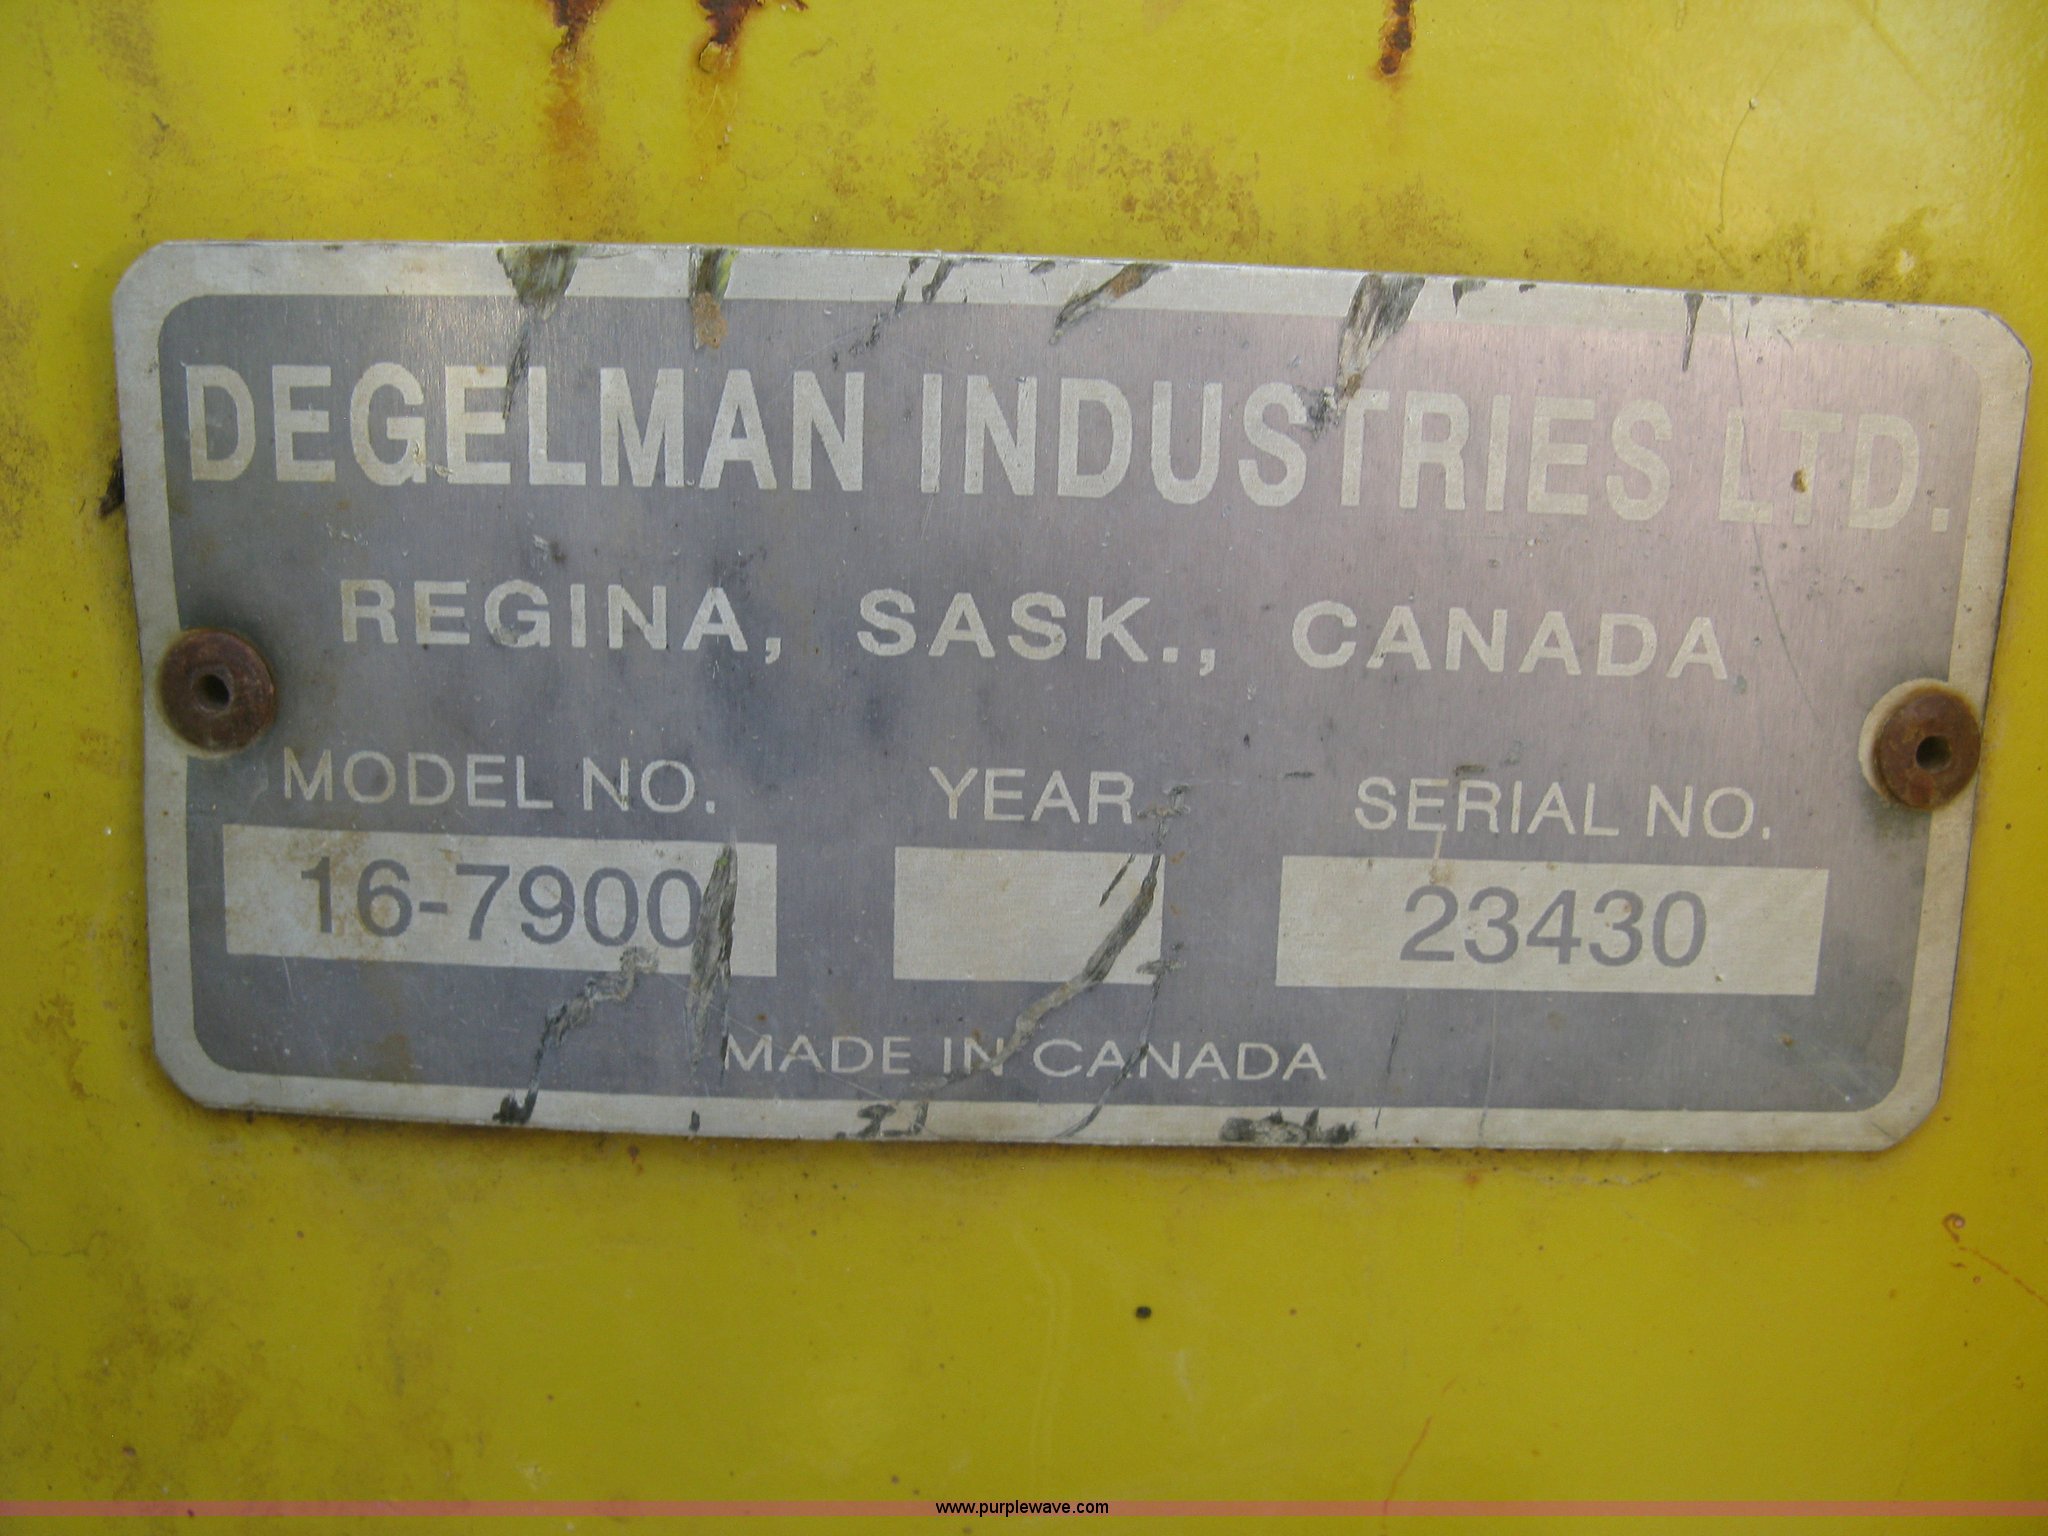 DEGELMAN INDUSTRIES LTD.
REGINA, SASK., CANADA
MODEL NO. YEAR SERIAL NO.
16-7900 23430
MADE IN CANADA
www.purplewave.com